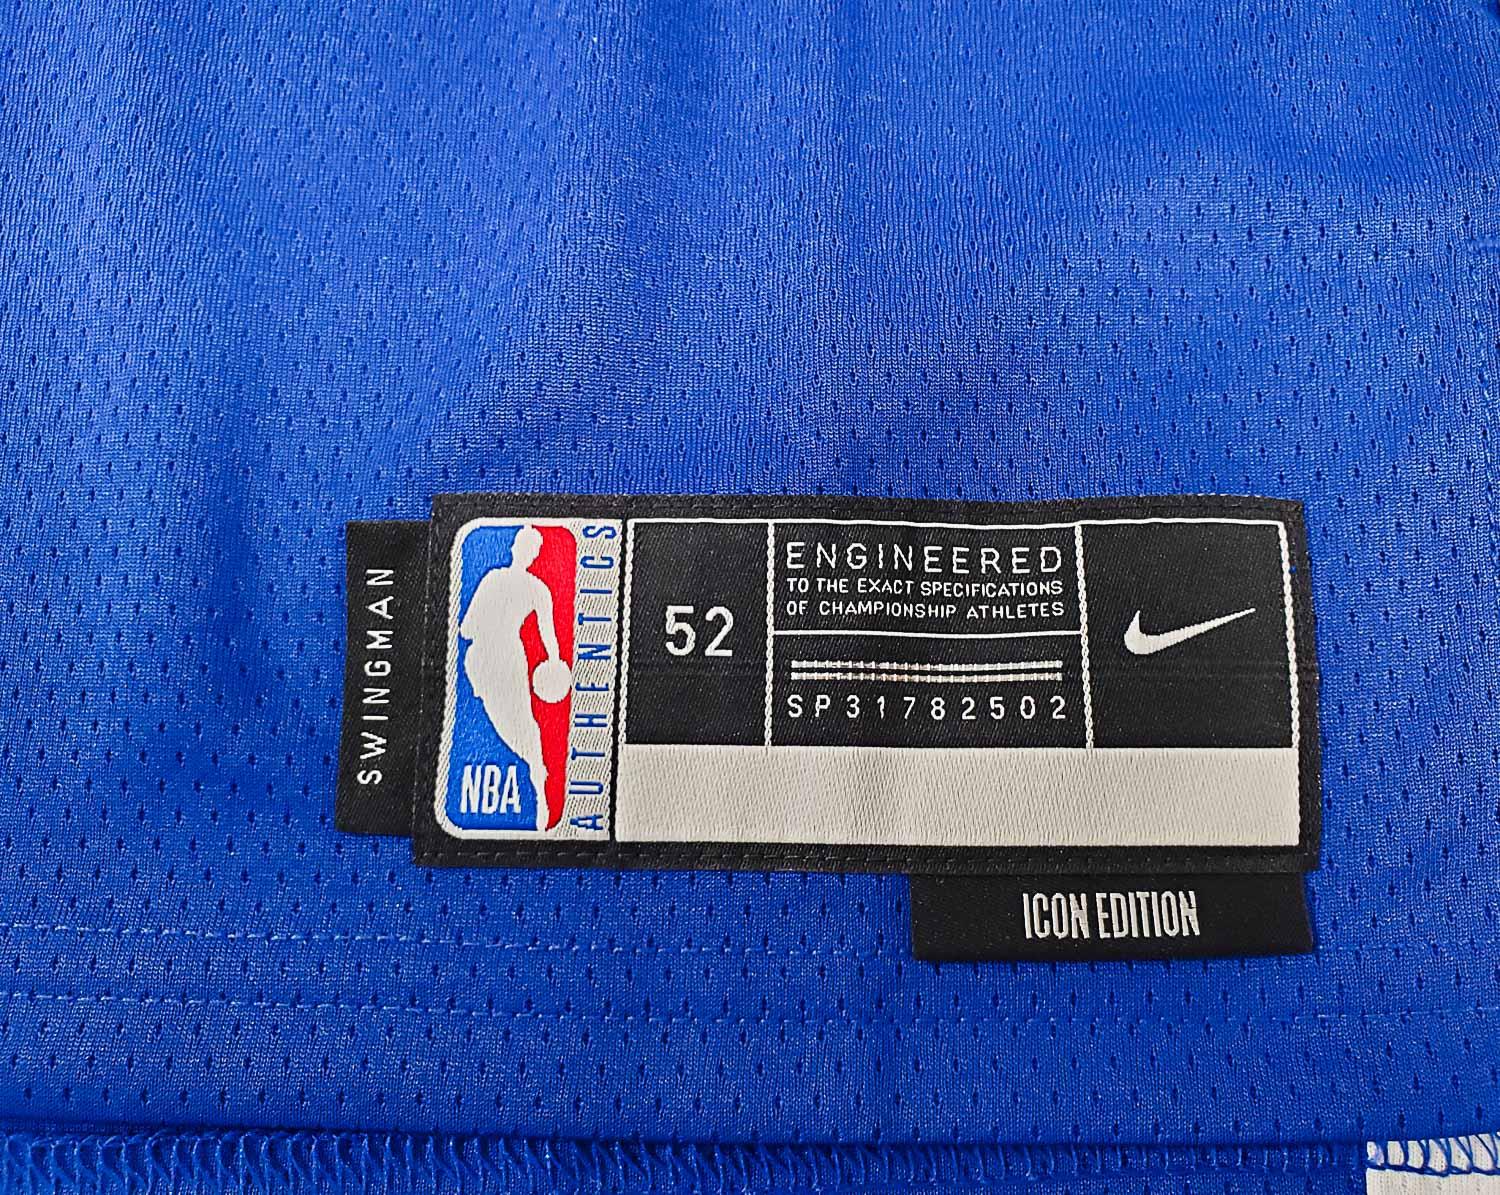 SWINGMAN
NBA
AUTHENTICS
52
ENGINEERED
TO THE EXACT SPECIFICATIONS
OF CHAMPIONSHIP ATHLETES
SP31782502
ICON EDITION